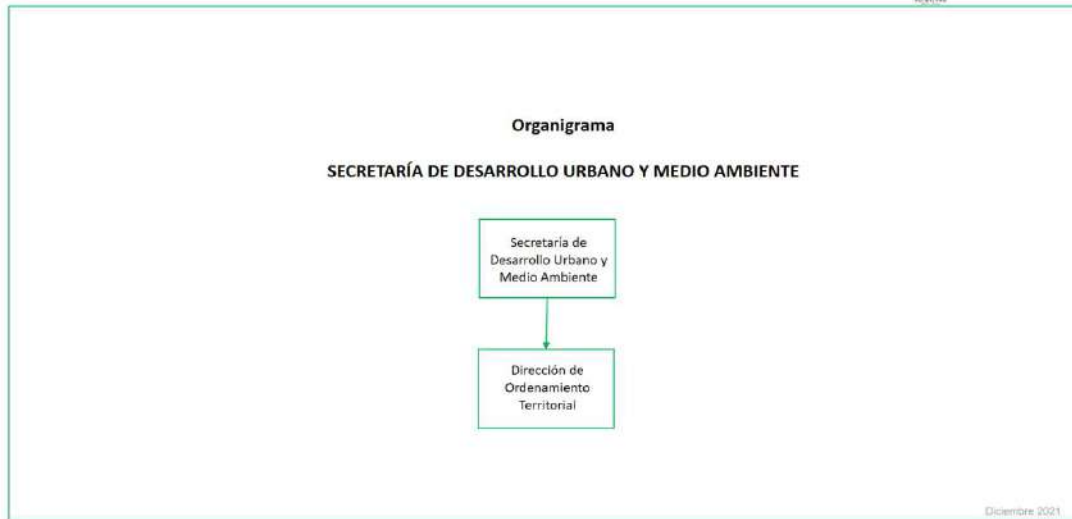 Organigrama
SECRETARÍA DE DESARROLLO URBANO Y MEDIO AMBIENTE
Secretaría de
Desarrollo Urbano y
Medio Ambiente
Dirección de
Ordenamiento
Territorial
Diciembre 2021